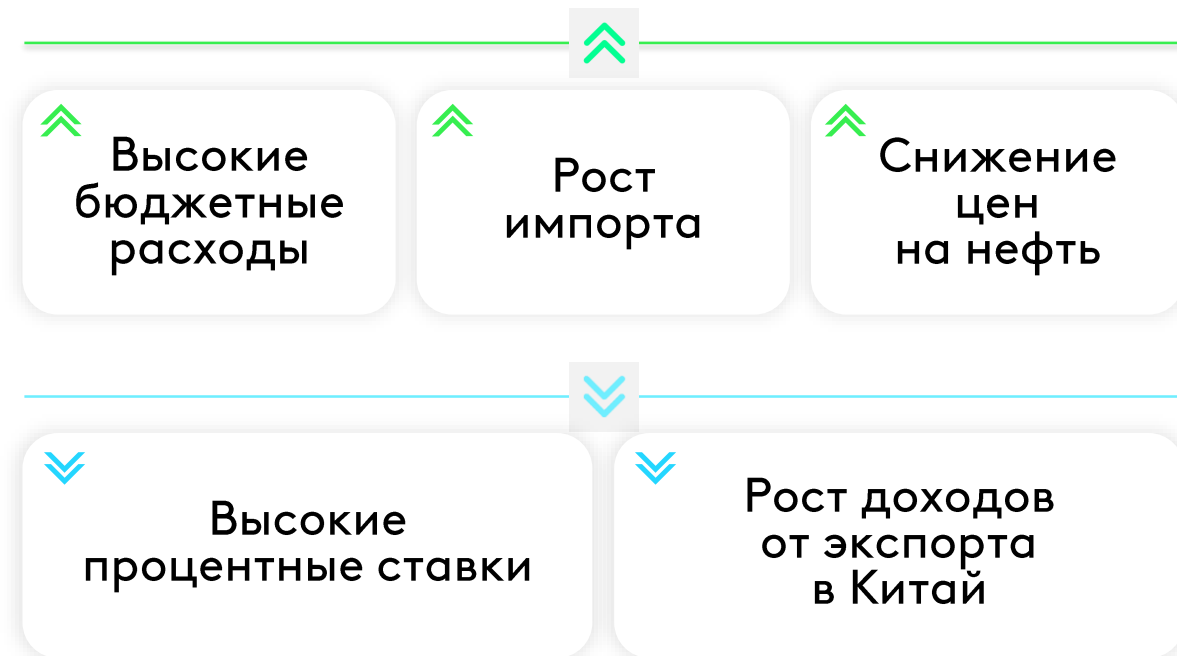 Высокие
бюджетные
расходы
Рост
импорта
Снижение
цен
на нефть
Высокие
процентные ставки
Рост доходов
от экспорта
в Китай